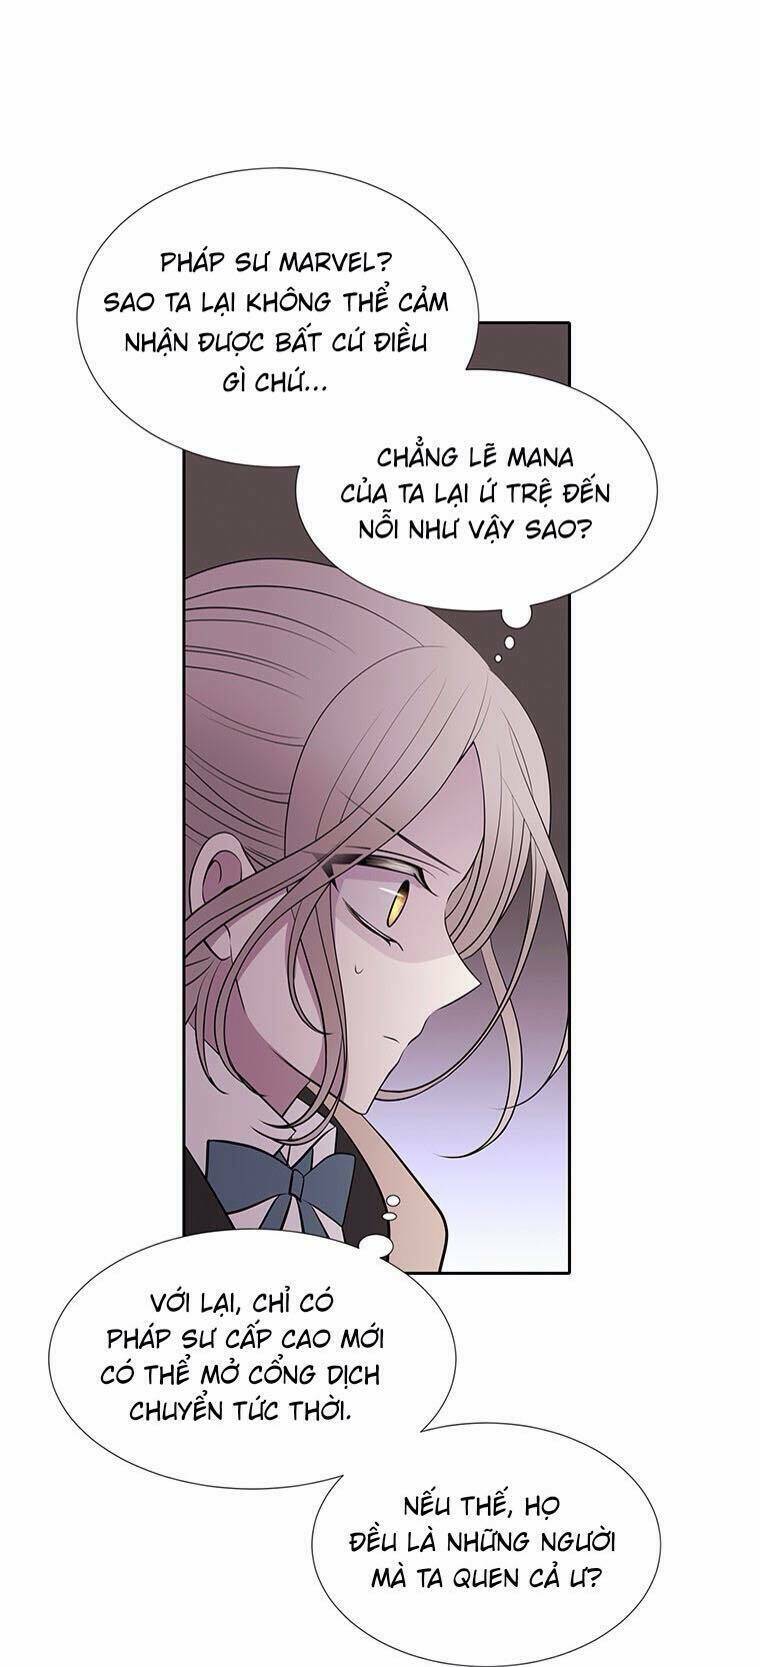 PHÁP SƯ MARVEL?
SAO TA LẠI KHÔNG THỂ CẢM
NHẬN ĐƯỢC BẤT CỨ ĐIỀU
GÌ CHỨ...
CHẲNG LẼ MANA
CỦA TA LẠI Ứ TRỆ ĐẾN
NỖI NHƯ VẬY SAO?
VỚI LẠI, CHỈ CÓ
PHÁP SƯ CẤP CAO MỚI
CÓ THỂ MỞ CỔNG DỊCH
CHUYỂN TỨC THỜI.
NẾU THẾ, HỌ
ĐỀU LÀ NHỮNG NGƯỜI
MÀ TA QUEN CẢ Ư?